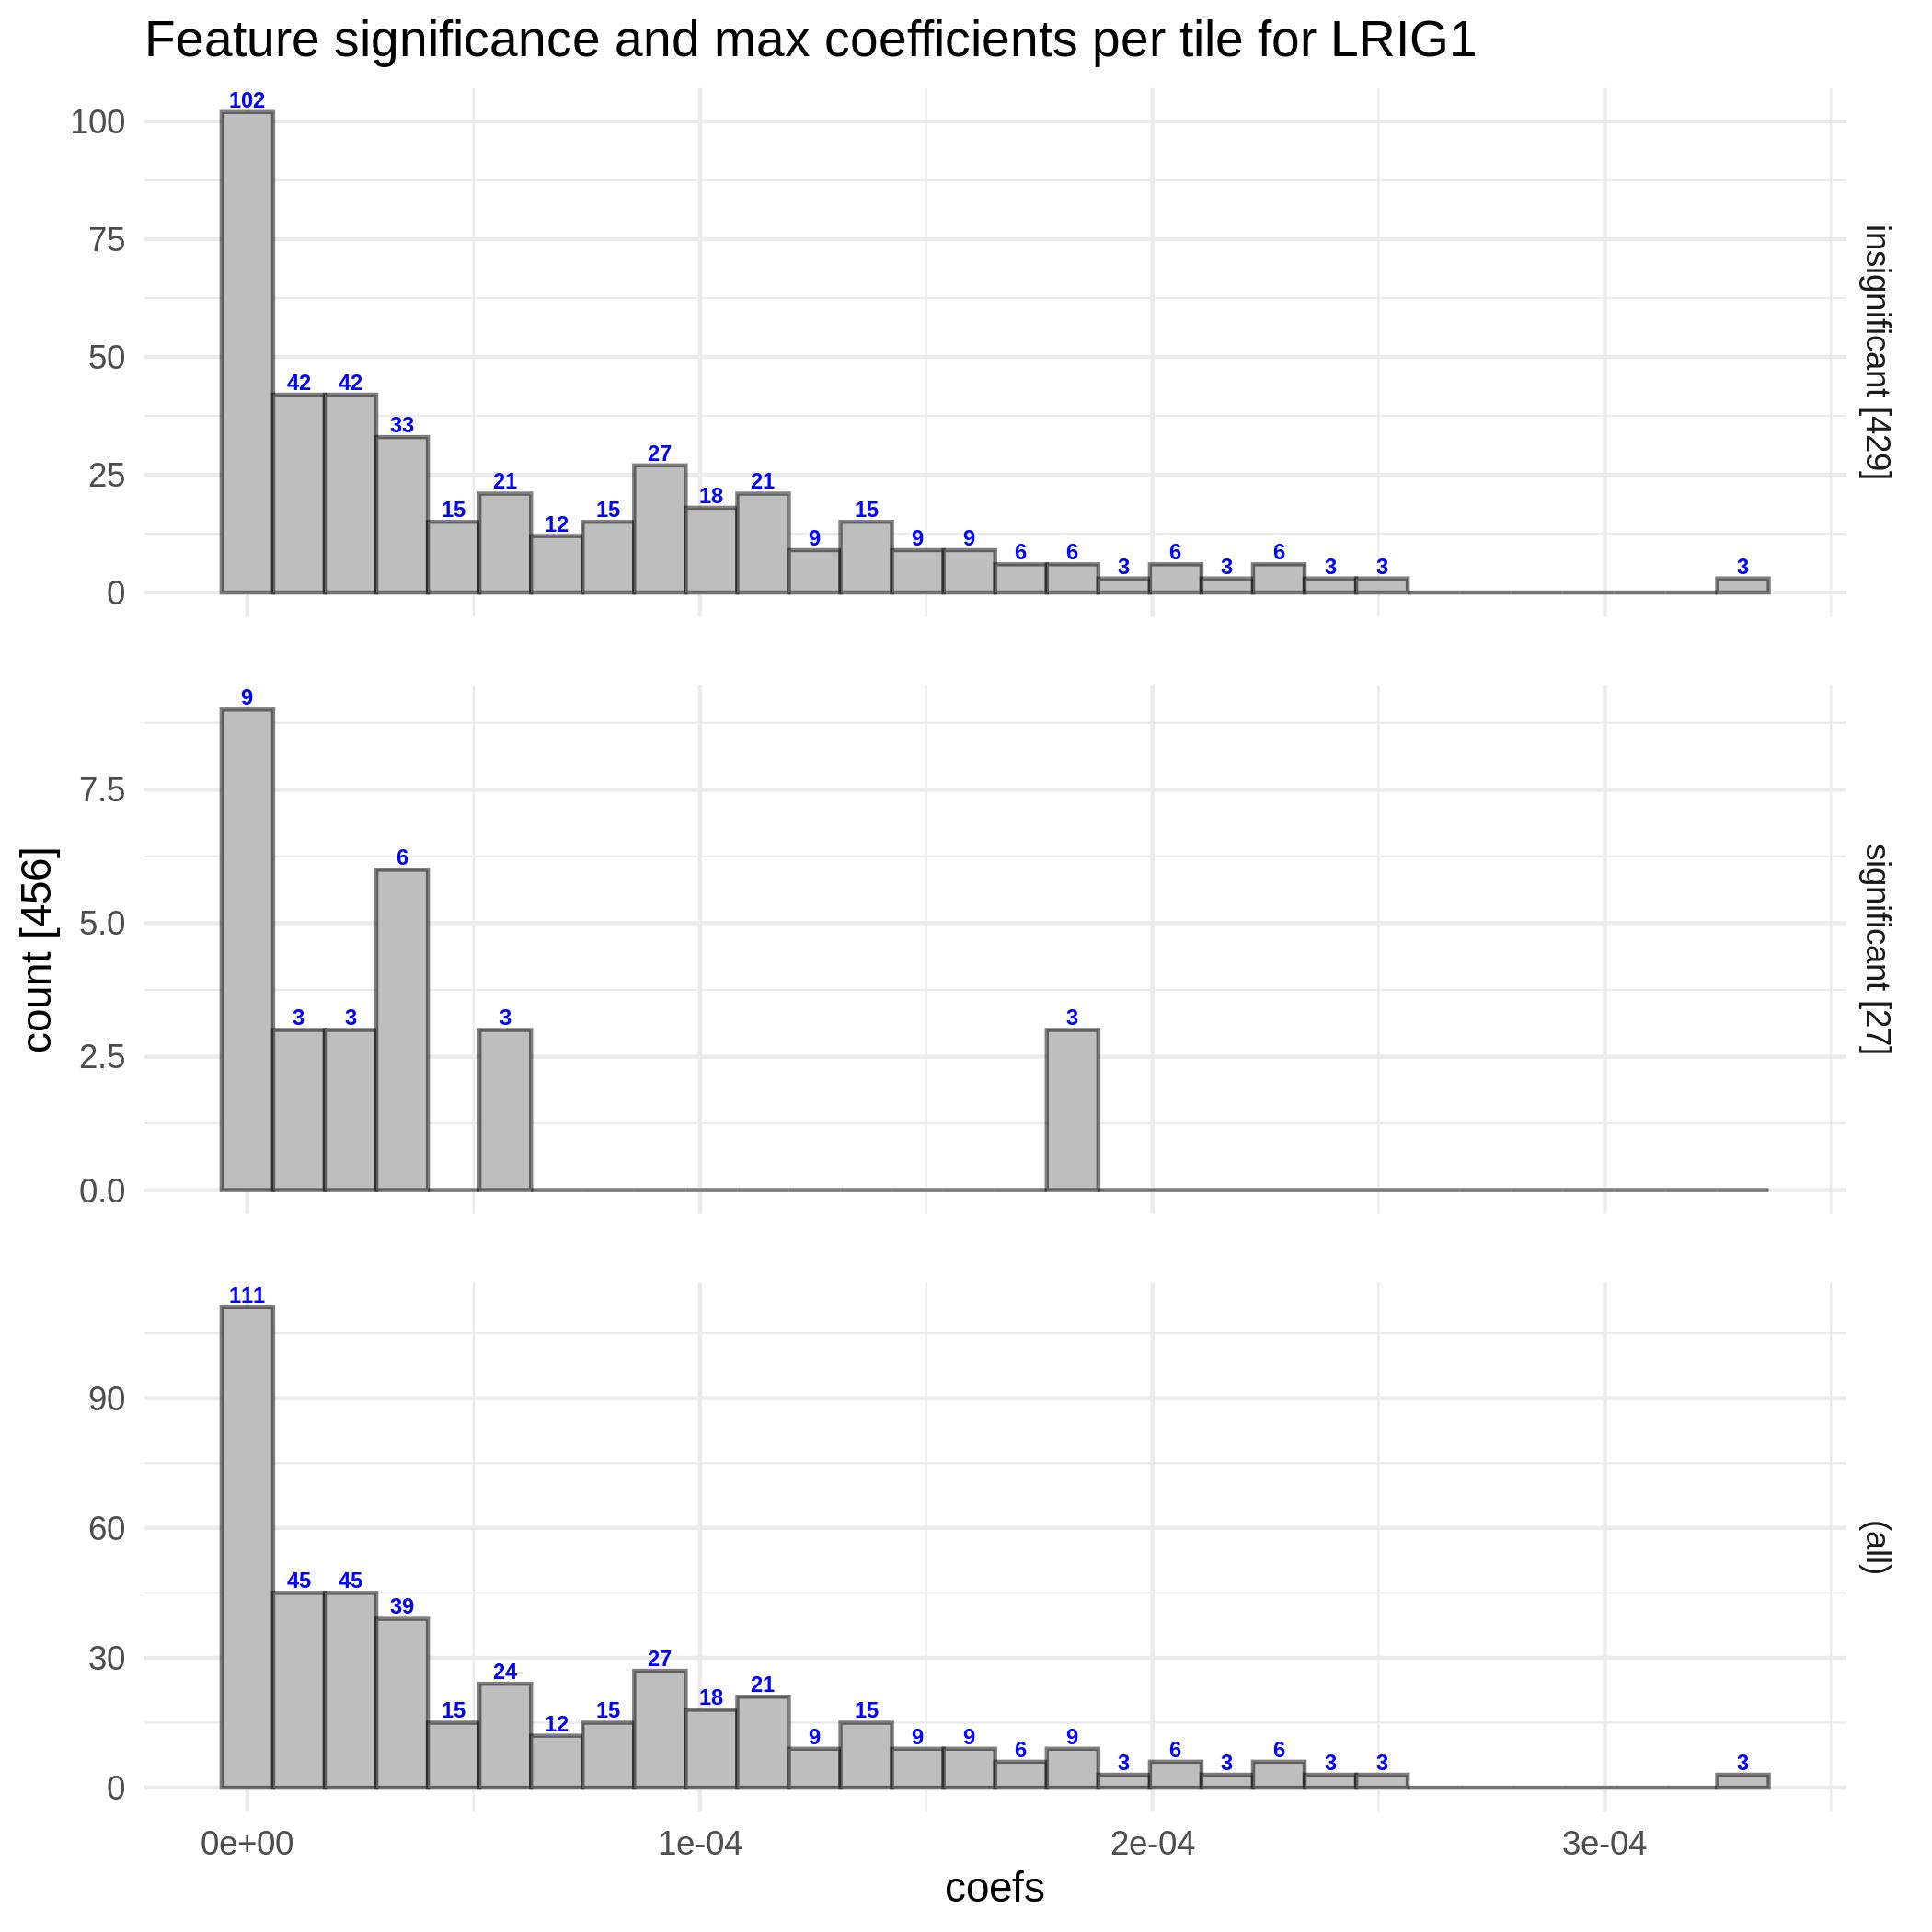 Feature significance and max coefficients per tile for LRIG1
102
100
75
50
25
0
42 42 33 15 21 12 15 27 18 21 9 15 9 9 6 6 3 6 3 6 3 3 3
insignificant [429]
count [456]
9
7.5
5.0
2.5
0.0
3 3 6 3 3
significant [27]
111
90
60
30
0
45 45 39 15 24 12 15 27 18 21 9 15 9 9 6 9 3 6 3 6 3 3 3
(all)
0e+00 1e-04 2e-04 3e-04
coefs